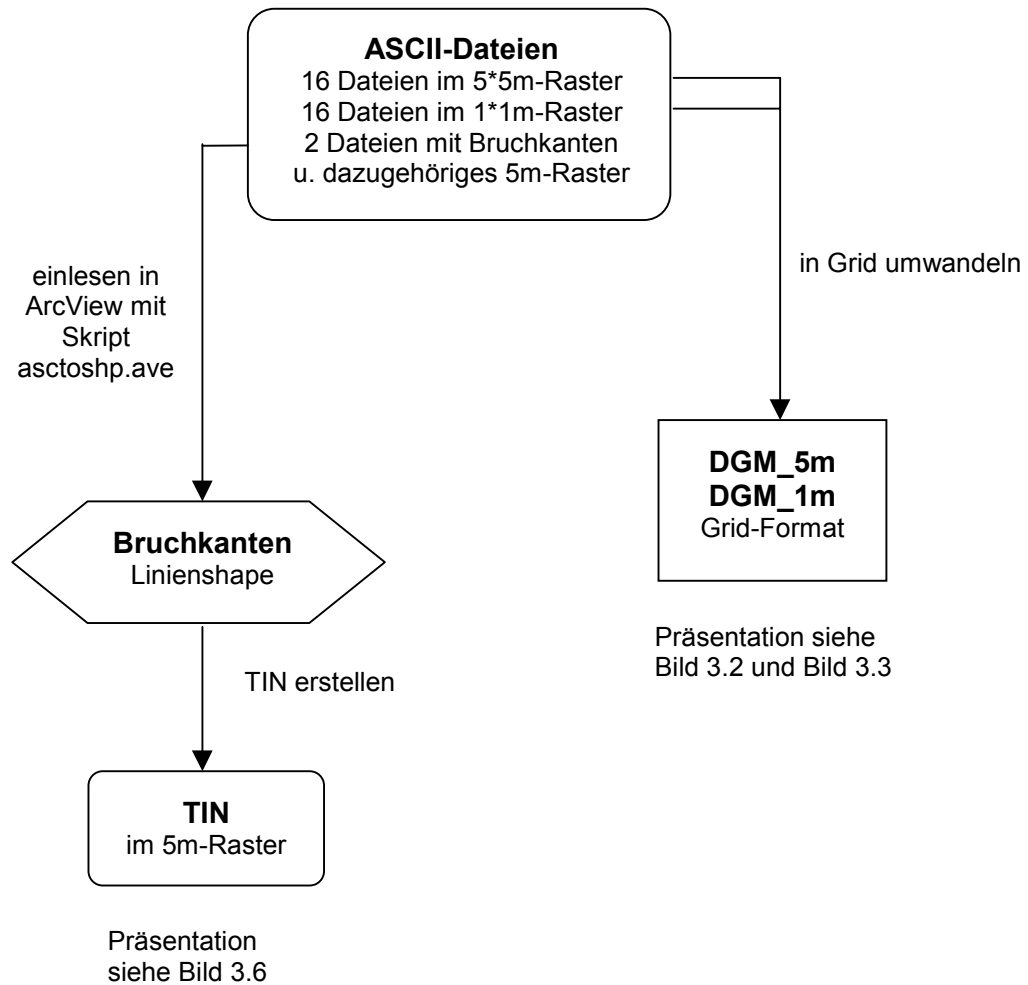 ASCII-Dateien
16 Dateien im 5*5m-Raster
16 Dateien im 1*1m-Raster
2 Dateien mit Bruchkanten
u. dazugehöriges 5m-Raster
einlesen in
ArcView mit
Skript
asctoshp.ave
in Grid umwandeln
Bruchkanten
Linienshape
DGM_5m
DGM_1m
Grid-Format
Präsentation siehe
Bild 3.2 und Bild 3.3
TIN erstellen
TIN
im 5m-Raster
Präsentation
siehe Bild 3.6